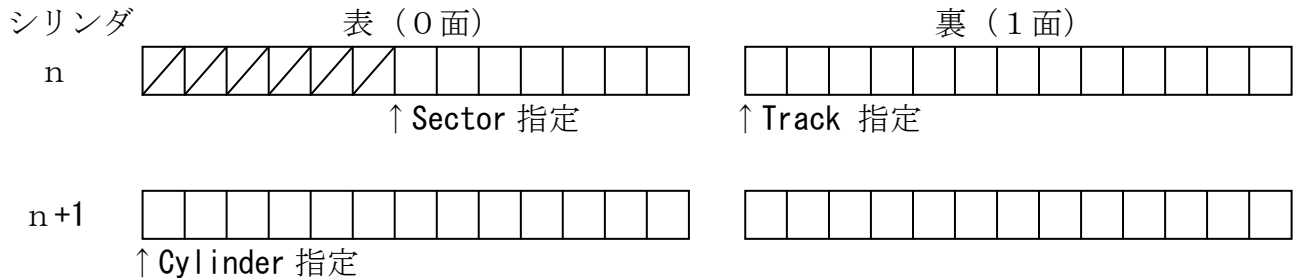 シリンダ 表（０面） 裏（１面）
ｎ
↑Sector 指定 ↑Track 指定
ｎ+1
↑Cylinder 指定